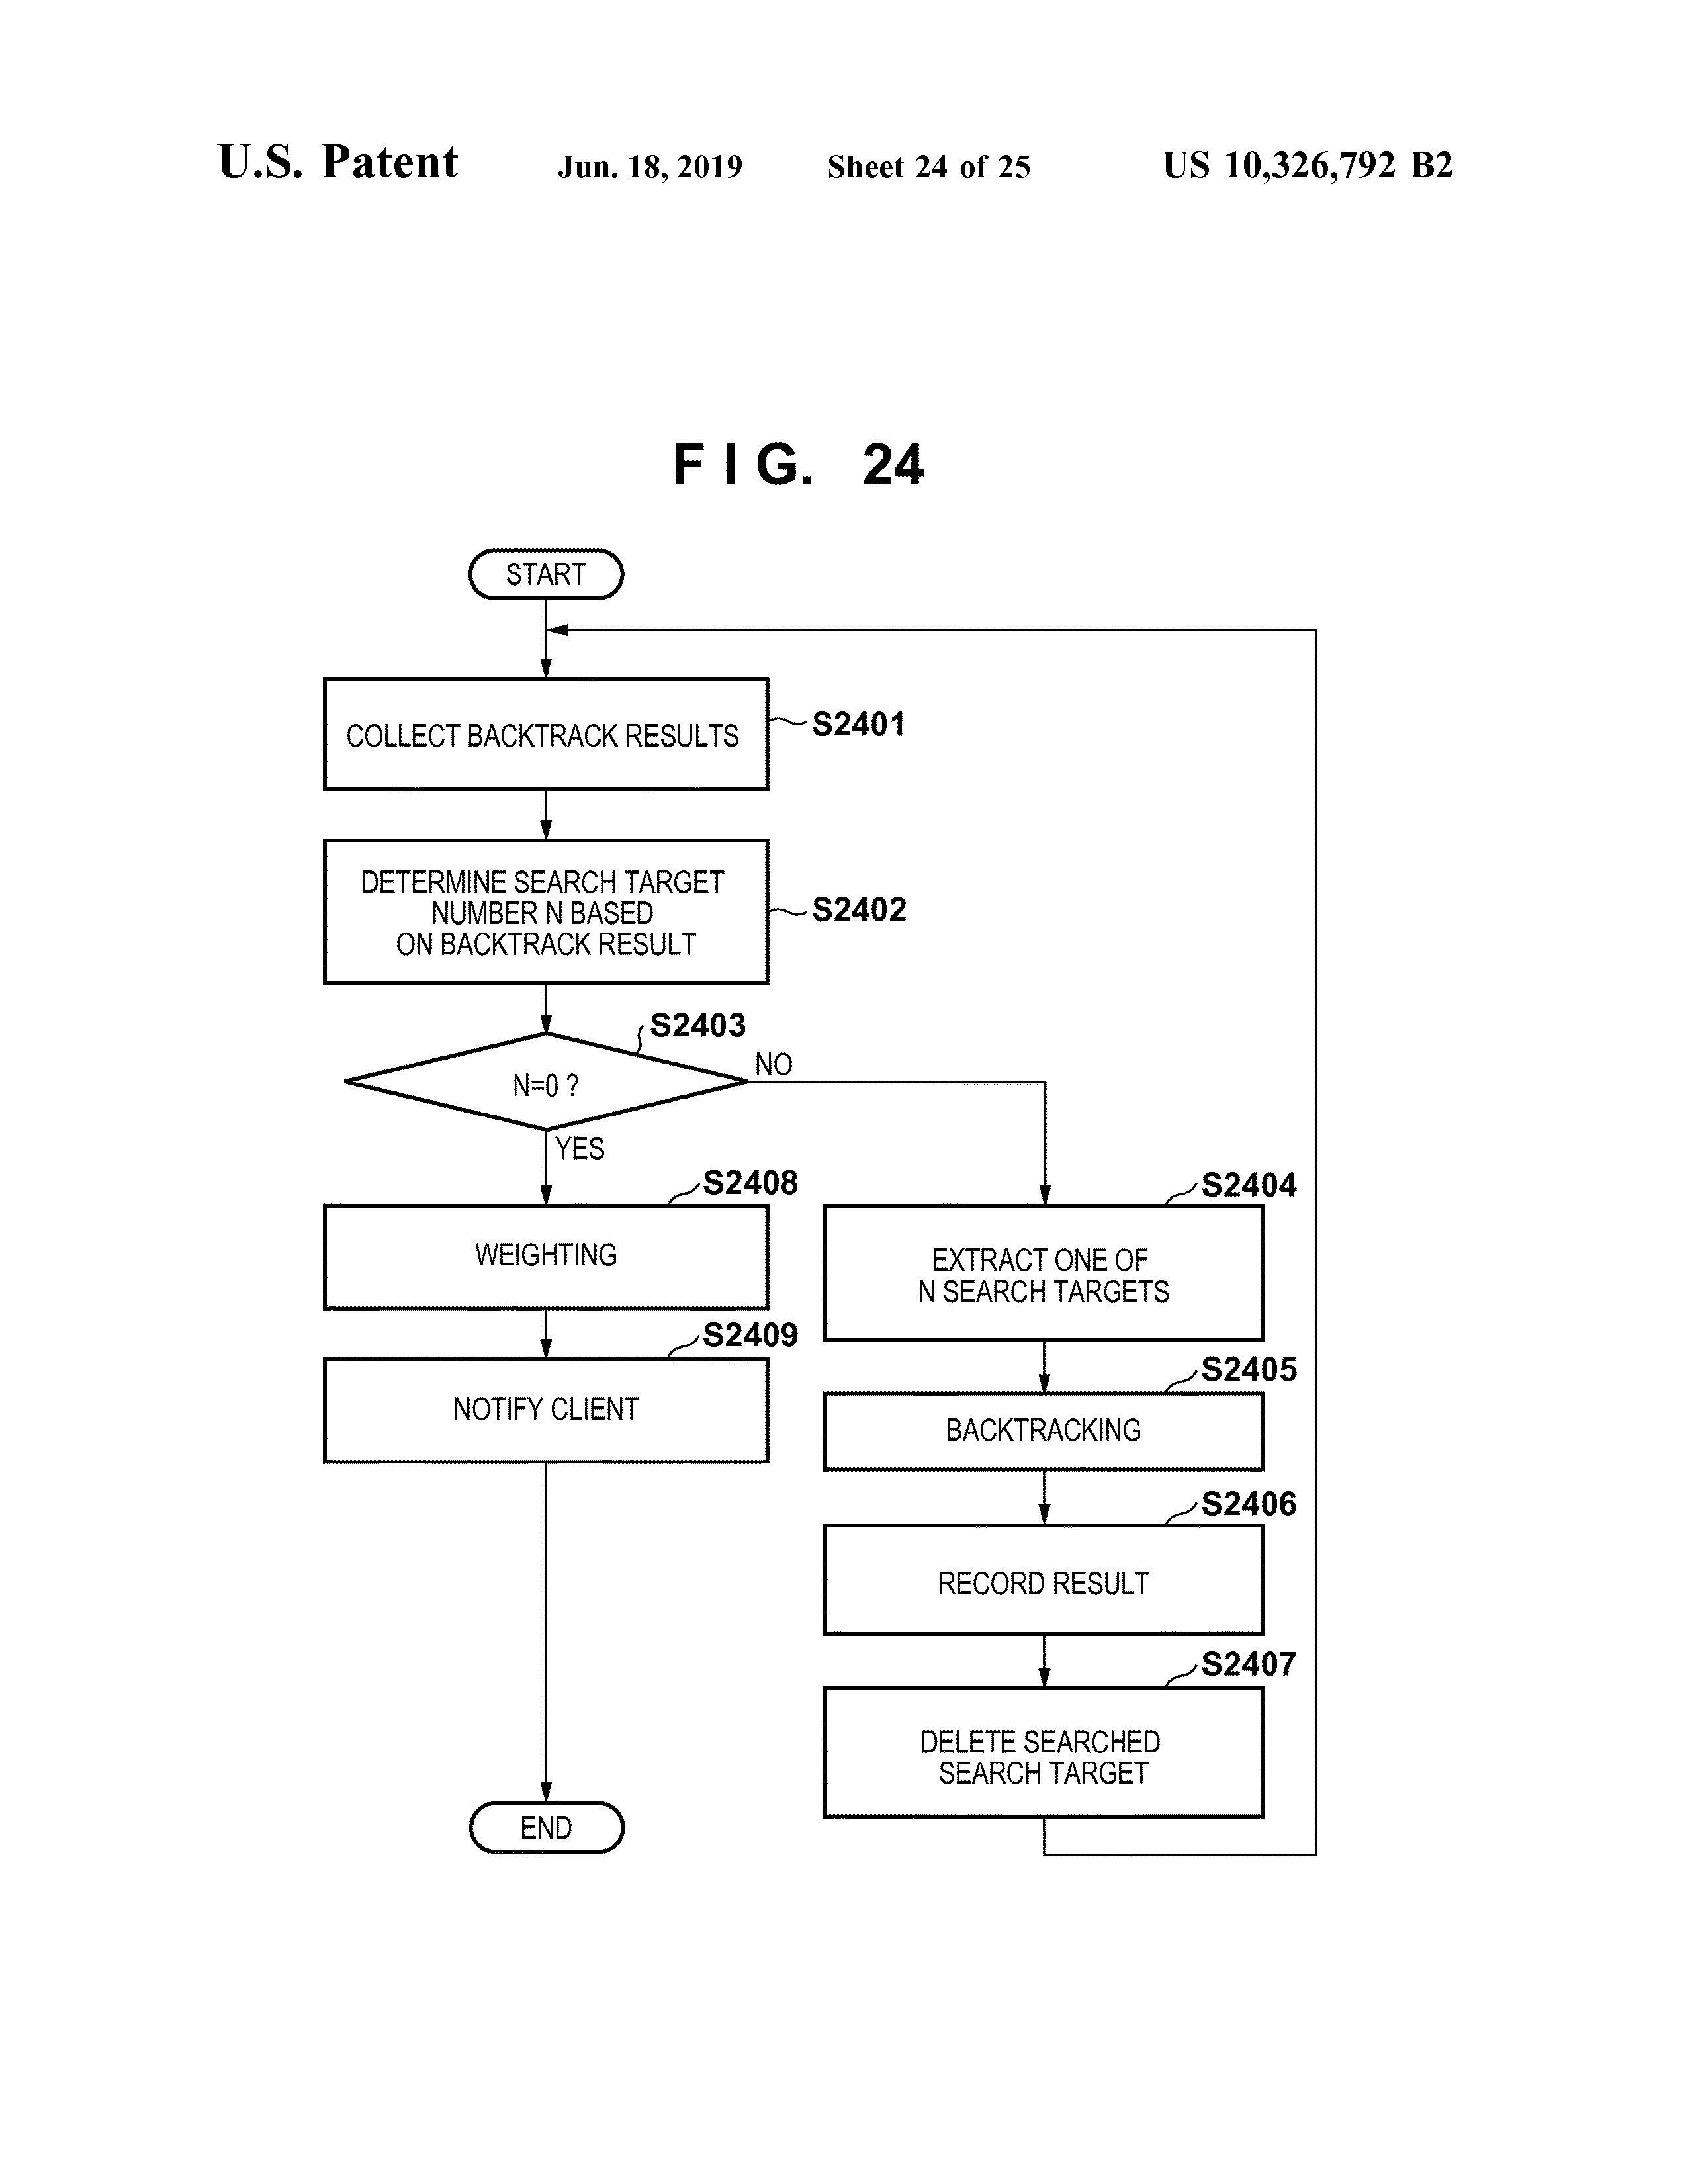 U.S. Patent Jun. 18, 2019 Sheet 24 of 25 US 10,326,792 B2
FIG. 24
START
COLLECT BACKTRACK RESULTS
S2401
DETERMINE SEARCH TARGET
NUMBER N BASED
ON BACKTRACK RESULT
S2402
S2403
N=0 ?
NO
YES
S2408
WEIGHTING
S2409
NOTIFY CLIENT
S2404
EXTRACT ONE OF
N SEARCH TARGETS
S2405
BACKTRACKING
S2406
RECORD RESULT
S2407
DELETE SEARCHED
SEARCH TARGET
END